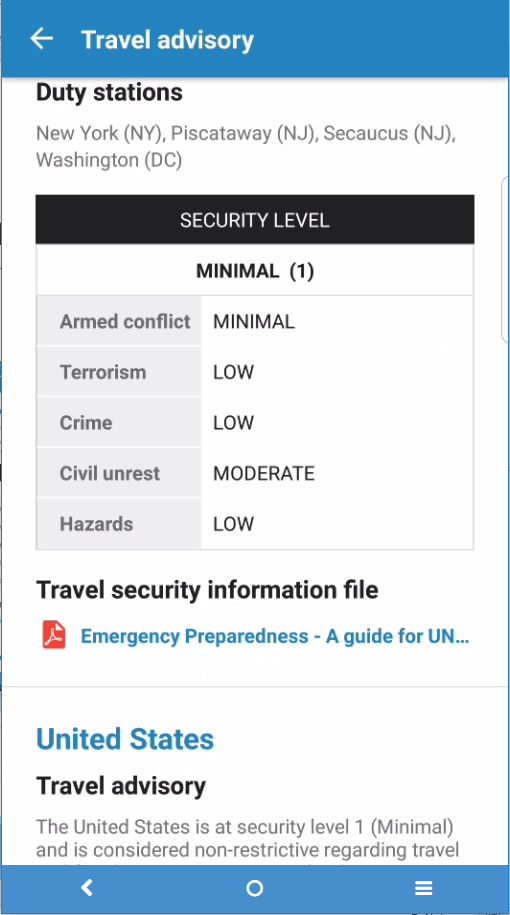 Travel advisory
Duty stations
New York (NY), Piscataway (NJ), Secaucus (NJ),
Washington (DC)
SECURITY LEVEL
MINIMAL (1)
Armed conflict MINIMAL
Terrorism LOW
Crime LOW
Civil unrest MODERATE
Hazards LOW
Travel security information file
Emergency Preparedness - A guide for UN...
United States
Travel advisory
The United States is at security level 1 (Minimal)
and is considered non-restrictive regarding travel